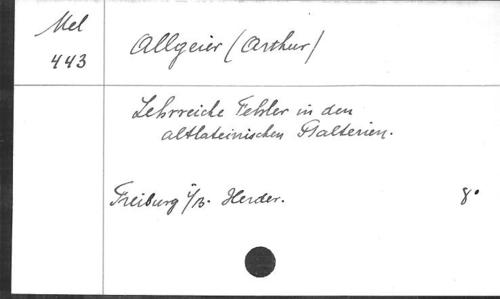 Mel
443
Allgeier (Arthur)
Lehrreiche Fehler in den
altlateinischen Psalterien.
Freiburg i/B. Herder. 8°